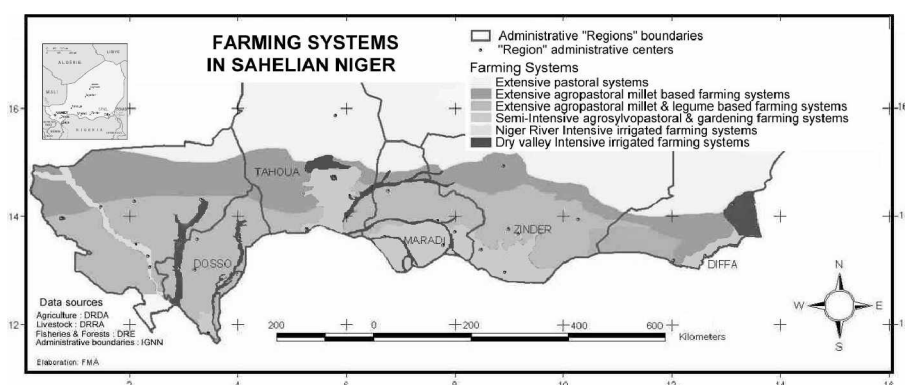 FARMING SYSTEMS
IN SAHELIAN NIGER
Administrative "Regions" boundaries
"Region" administrative centers
Farming Systems
Extensive pastoral systems
Extensive agropastoral millet based farming systems
Extensive agropastoral millet & legume based farming systems
Semi-Intensive agrosylvopastoral & gardening farming systems
Niger River Intensive irrigated farming systems
Dry valley Intensive irrigated farming systems
ALGERIE
LIBYE
MALI
NIGERIA
16
14
12
TAHOUA
MARADI
ZINDER
DOSSO
DIFFA
Data sources
Agriculture : DRDA
Livestock : DRRA
Fisheries & Forests : DRE
Administrative boundaries : IGNN
Elaboration: FMA
200 0 200 400 600
Kilometers
N
W E
S
2 4 6 8 10 12 14 16